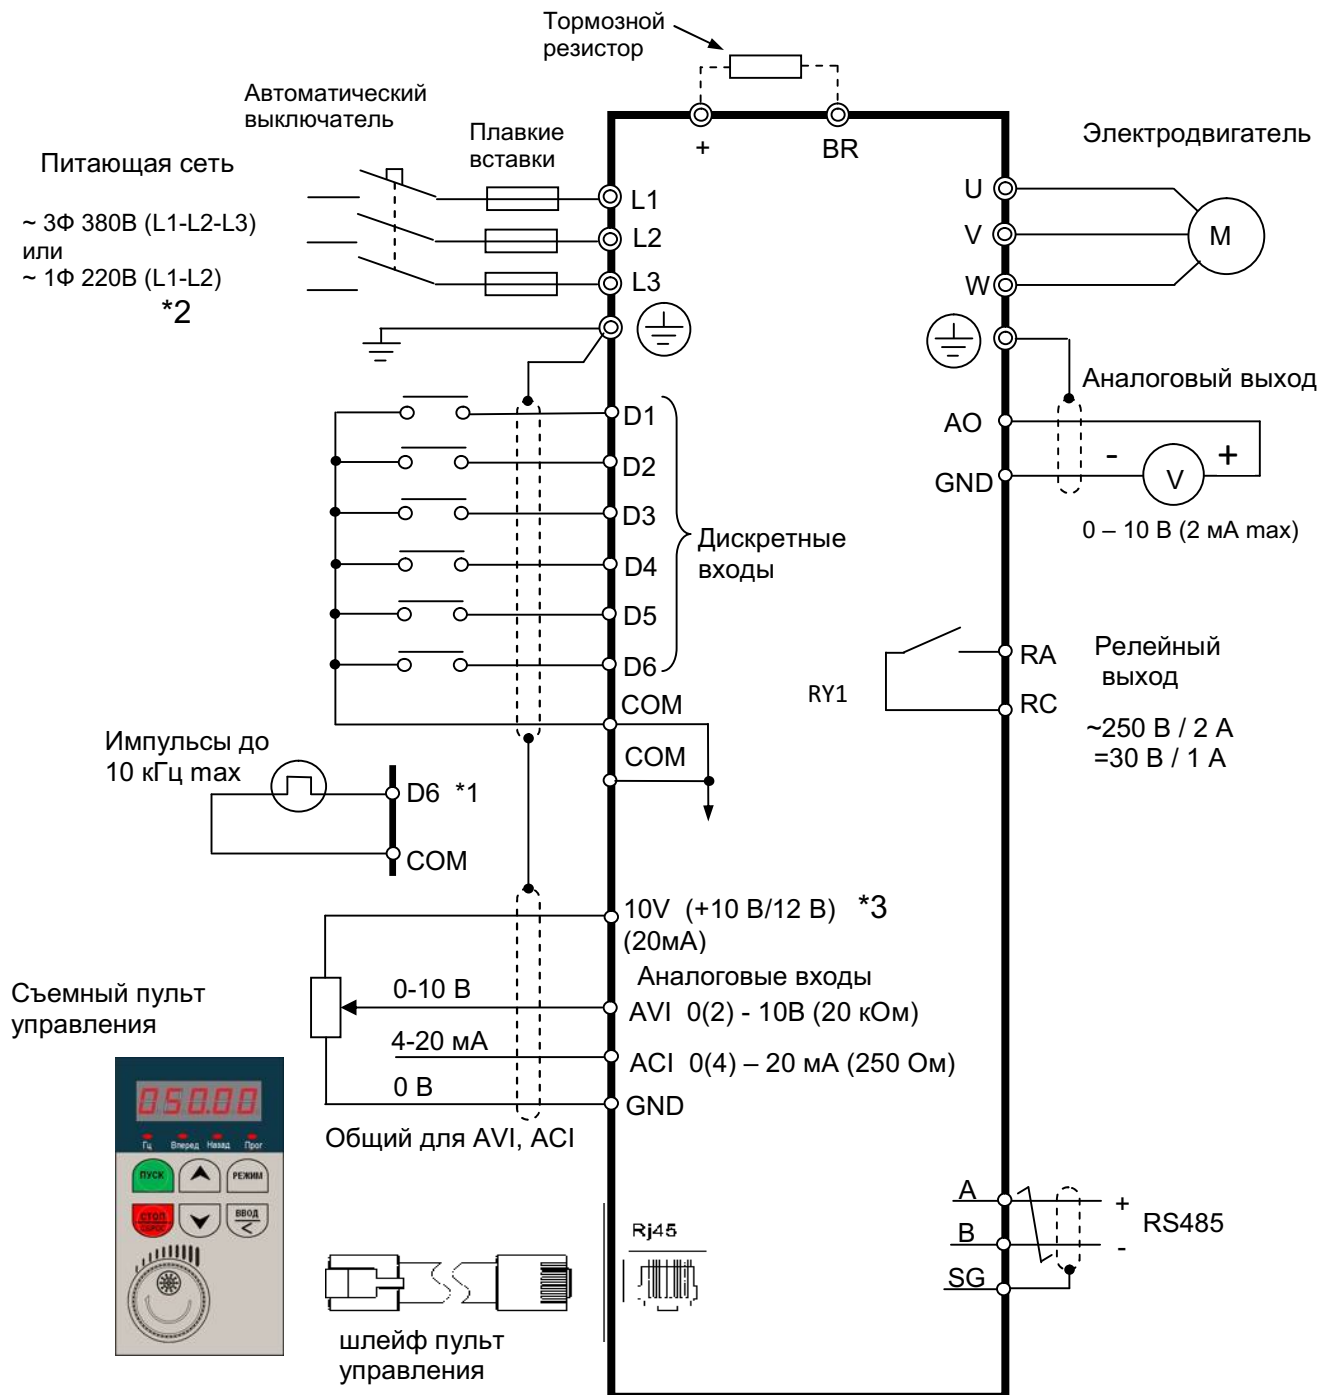 Тормозной
резистор
Автоматический
выключатель
Плавкие
вставки
+
BR
Электродвигатель
Питающая сеть
~ 3Ф 380В (L1-L2-L3)
или
~ 1Ф 220В (L1-L2)
*2
L1
L2
L3
U
V
W
M
Аналоговый выход
AO
GND
-
+
V
0 – 10 В (2 мА max)
D1
D2
D3
D4
D5
D6
Дискретные
входы
COM
COM
RY1
RA
RC
Релейный
выход
~250 В / 2 А
=30 В / 1 А
Импульсы до
10 кГц max
D6 *1
COM
10V (+10 В/12 В) *3
(20мА)
Аналоговые входы
0-10 В
AVI 0(2) - 10В (20 кОм)
4-20 мА
ACI 0(4) – 20 мА (250 Ом)
0 В
GND
Общий для AVI, ACI
Съемный пульт
управления
050.00
Гц Вперед Назад Прог
ПУСК
РЕЖИМ
СТОП
СБРОС
ВВОД
<
Rj45
шлейф пульт
управления
A
B
SG
+
-
RS485